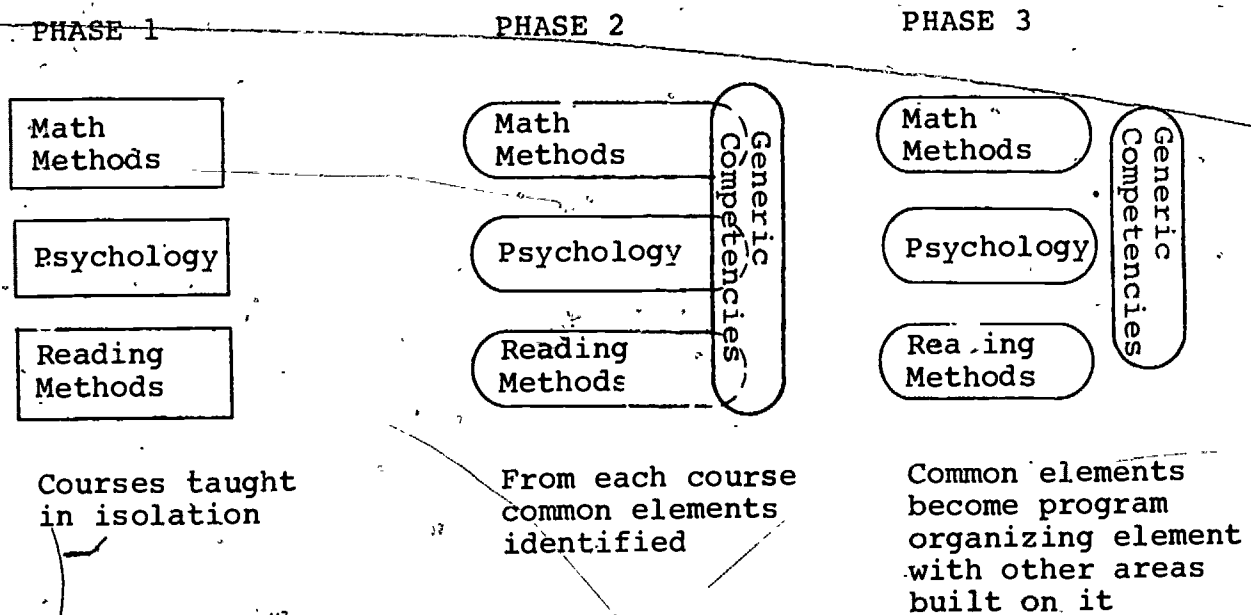 PHASE 1
Math
Methods
Psychology
Reading
Methods
Courses taught
in isolation
PHASE 2
Math
Methods
Psychology
Reading
Methods
Generic
Competencies
From each course
common elements
identified
PHASE 3
Math
Methods
Psychology
Rea ing
Methods
Generic
Competencies
Common elements
become program
organizing element
with other areas
built on it